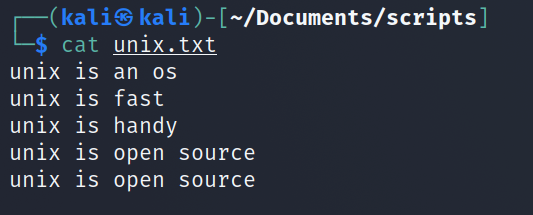 ┌──(kali㉿kali)-[~/Documents/scripts]
└─$ cat unix.txt
unix is an os
unix is fast
unix is handy
unix is open source
unix is open source